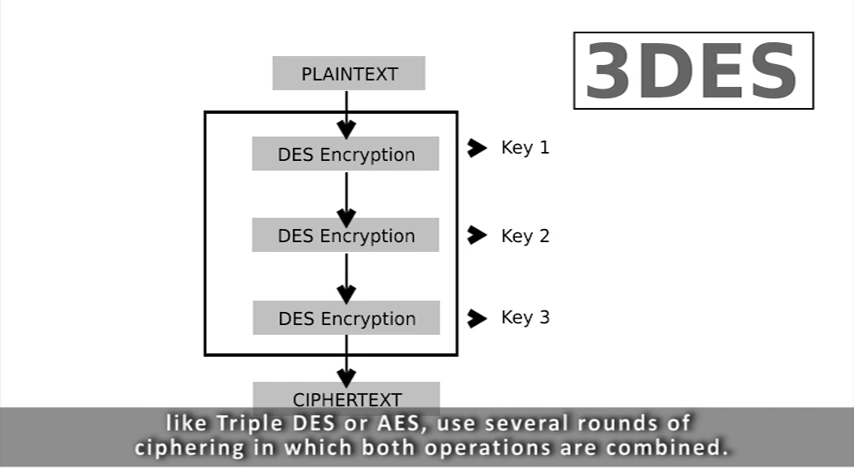 3DES
PLAINTEXT
DES Encryption
Key 1
DES Encryption
Key 2
DES Encryption
Key 3
CIPHERTEXT
like Triple DES or AES, use several rounds of
ciphering in which both operations are combined.